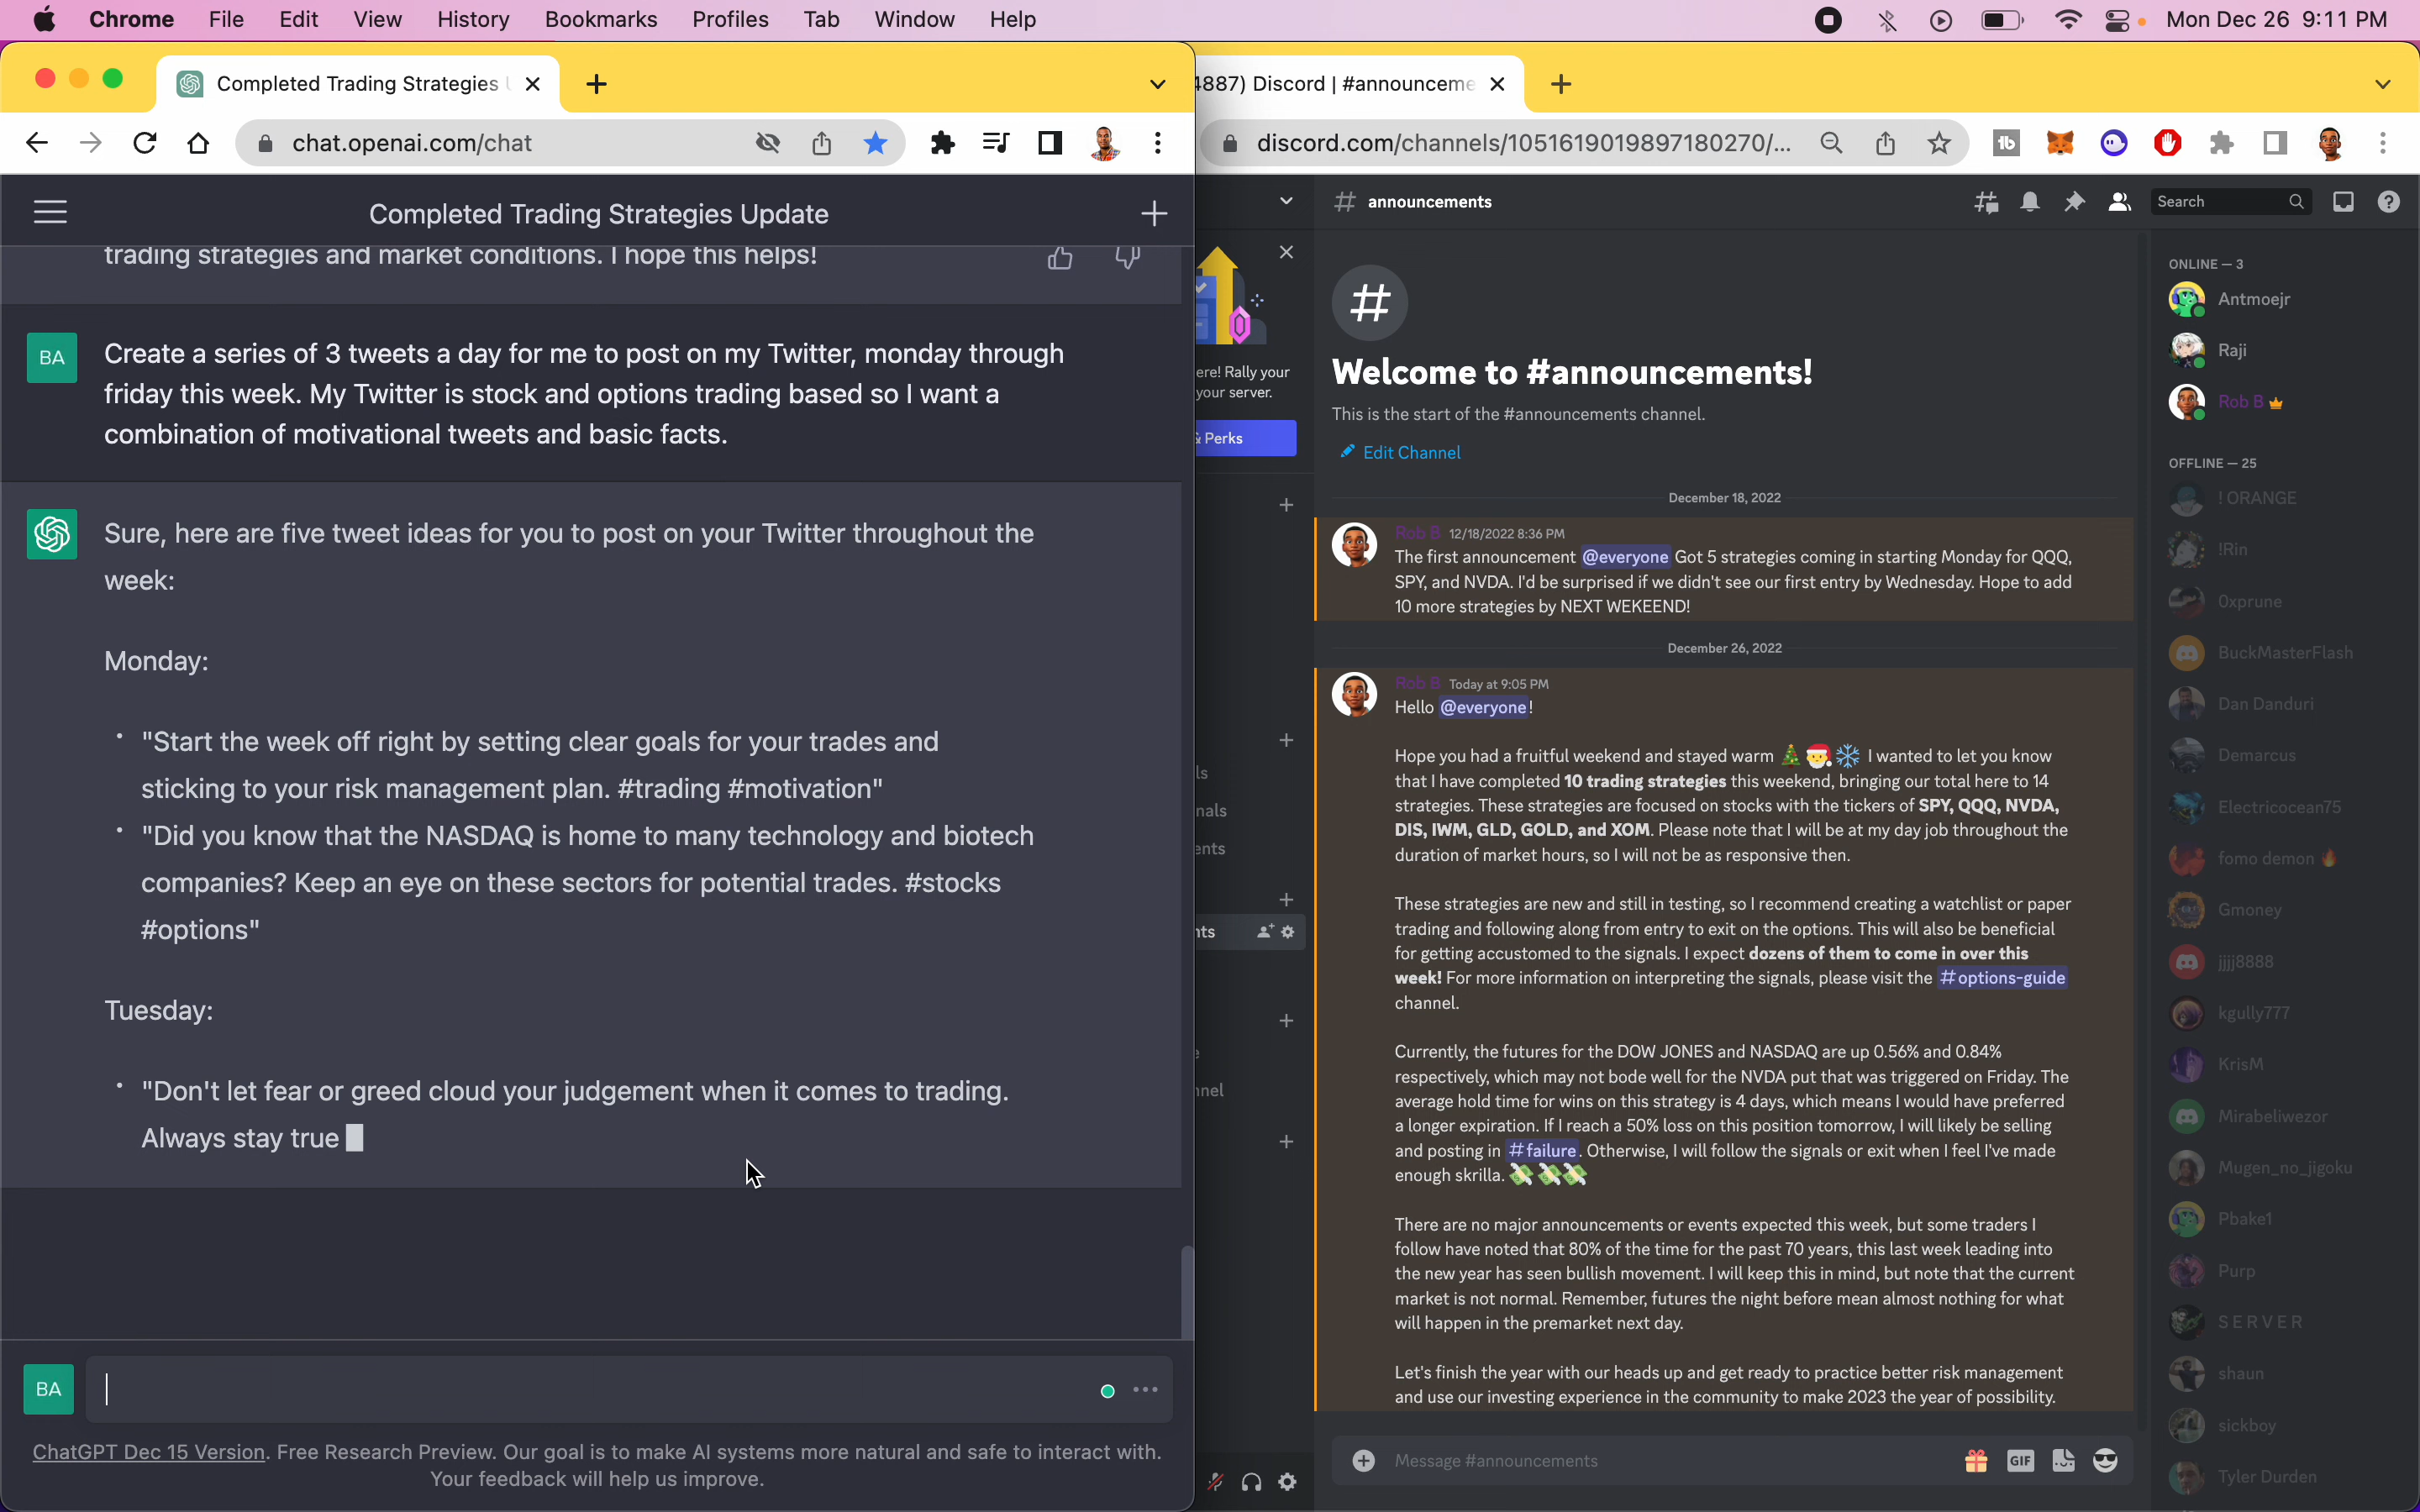 Chrome File Edit View History Bookmarks Profiles Tab Window Help
Mon Dec 26 9:11 PM
Completed Trading Strategies
chat.openai.com/chat
Completed Trading Strategies Update
trading strategies and market conditions. I hope this helps!
BA
Create a series of 3 tweets a day for me to post on my Twitter, monday through
friday this week. My Twitter is stock and options trading based so I want a
combination of motivational tweets and basic facts.
Sure, here are five tweet ideas for you to post on your Twitter throughout the
week:
Monday:
• "Start the week off right by setting clear goals for your trades and
sticking to your risk management plan. #trading #motivation"
• "Did you know that the NASDAQ is home to many technology and biotech
companies? Keep an eye on these sectors for potential trades. #stocks
#options"
Tuesday:
• "Don't let fear or greed cloud your judgement when it comes to trading.
Always stay true
BA
ChatGPT Dec 15 Version. Free Research Preview. Our goal is to make AI systems more natural and safe to interact with.
Your feedback will help us improve.
4887) Discord | #announceme
discord.com/channels/1051619019897180270/...
ere! Rally your
your server.
& Perks
ls
nals
ents
nts
e
nnel
# announcements
Search
#
Welcome to #announcements!
This is the start of the #announcements channel.
Edit Channel
December 18, 2022
Rob B 12/18/2022 8:36 PM
The first announcement @everyone Got 5 strategies coming in starting Monday for QQQ,
SPY, and NVDA. I'd be surprised if we didn't see our first entry by Wednesday. Hope to add
10 more strategies by NEXT WEKEEND!
December 26, 2022
Rob B Today at 9:05 PM
Hello @everyone!
Hope you had a fruitful weekend and stayed warm 🎄🎅❄️ I wanted to let you know
that I have completed 10 trading strategies this weekend, bringing our total here to 14
strategies. These strategies are focused on stocks with the tickers of SPY, QQQ, NVDA,
DIS, IWM, GLD, GOLD, and XOM. Please note that I will be at my day job throughout the
duration of market hours, so I will not be as responsive then.
These strategies are new and still in testing, so I recommend creating a watchlist or paper
trading and following along from entry to exit on the options. This will also be beneficial
for getting accustomed to the signals. I expect dozens of them to come in over this
week! For more information on interpreting the signals, please visit the #options-guide
channel.
Currently, the futures for the DOW JONES and NASDAQ are up 0.56% and 0.84%
respectively, which may not bode well for the NVDA put that was triggered on Friday. The
average hold time for wins on this strategy is 4 days, which means I would have preferred
a longer expiration. If I reach a 50% loss on this position tomorrow, I will likely be selling
and posting in #failure. Otherwise, I will follow the signals or exit when I feel I've made
enough skrilla. 💸💸💸
There are no major announcements or events expected this week, but some traders I
follow have noted that 80% of the time for the past 70 years, this last week leading into
the new year has seen bullish movement. I will keep this in mind, but note that the current
market is not normal. Remember, futures the night before mean almost nothing for what
will happen in the premarket next day.
Let's finish the year with our heads up and get ready to practice better risk management
and use our investing experience in the community to make 2023 the year of possibility.
Message #announcements
GIF
ONLINE — 3
Antmoejr
Raji
Rob B
OFFLINE — 25
! ORANGE
!Rin
0xprune
BuckMasterFlash
Dan Danduri
Demarcus
Electricocean75
fomo demon 🔥
Gmoney
jjjj8888
kgully777
KrisM
Mirabeliwezor
Mugen_no_jigoku
Pbake1
Purp
S E R V E R
shaun
sickboy
Tyler Durden